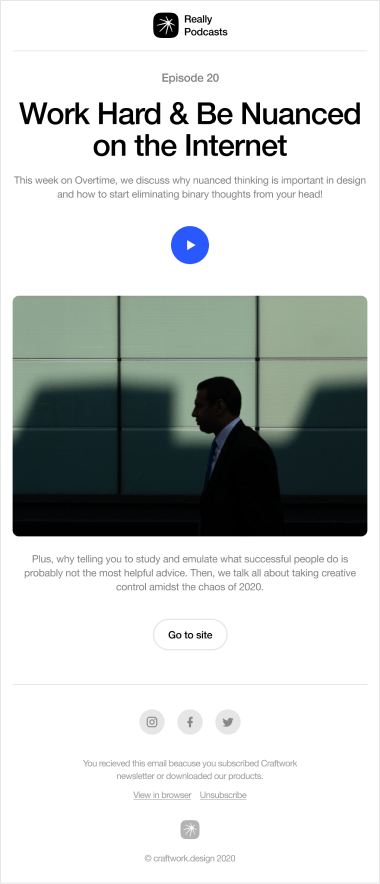 Really
Podcasts
Episode 20
Work Hard & Be Nuanced
on the Internet
This week on Overtime, we discuss why nuanced thinking is important in design
and how to start eliminating binary thoughts from your head!
Plus, why telling you to study and emulate what successful people do is
probably not the most helpful advice. Then, we talk all about taking creative
control amidst the chaos of 2020.
Go to site
You recieved this email beacuse you subscribed Craftwork
newsletter or downloaded our products.
View in browser Unsubscribe
© craftwork.design 2020